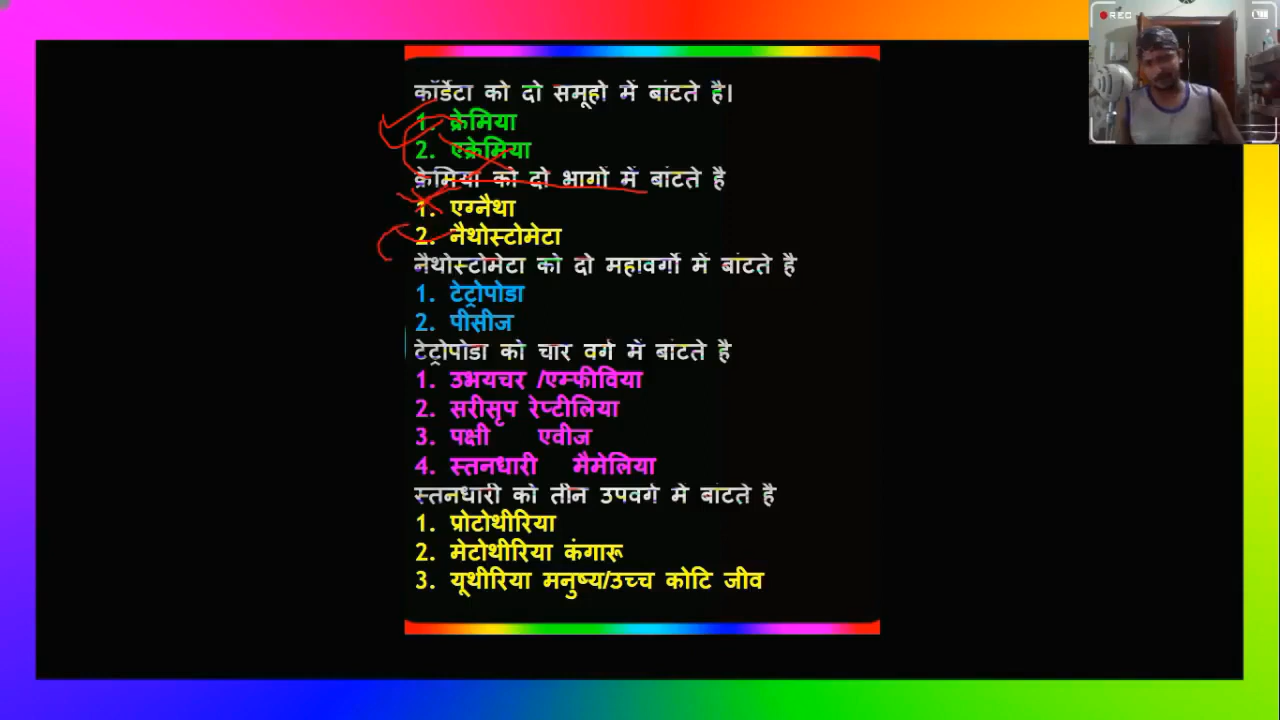 REC
कॉर्डेटा को दो समूहो में बांटते है।
1. क्रेमिया
2. एक्रेमिया
क्रेमिया को दो भागों में बांटते है
1. एग्नैथा
2. नैथोस्टोमेटा
नैथोस्टोमेटा को दो महावर्गो में बांटते है
1. टेट्रोपोडा
2. पीसीज
टेट्रोपोडा को चार वर्ग में बांटते है
1. उभयचर /एम्फीविया
2. सरीसृप रेप्टीलिया
3. पक्षी एवीज
4. स्तनधारी मैमेलिया
स्तनधारी को तीन उपवर्ग मे बांटते है
1. प्रोटोथीरिया
2. मेटोथीरिया कंगारू
3. यूथीरिया मनुष्य/उच्च कोटि जीव